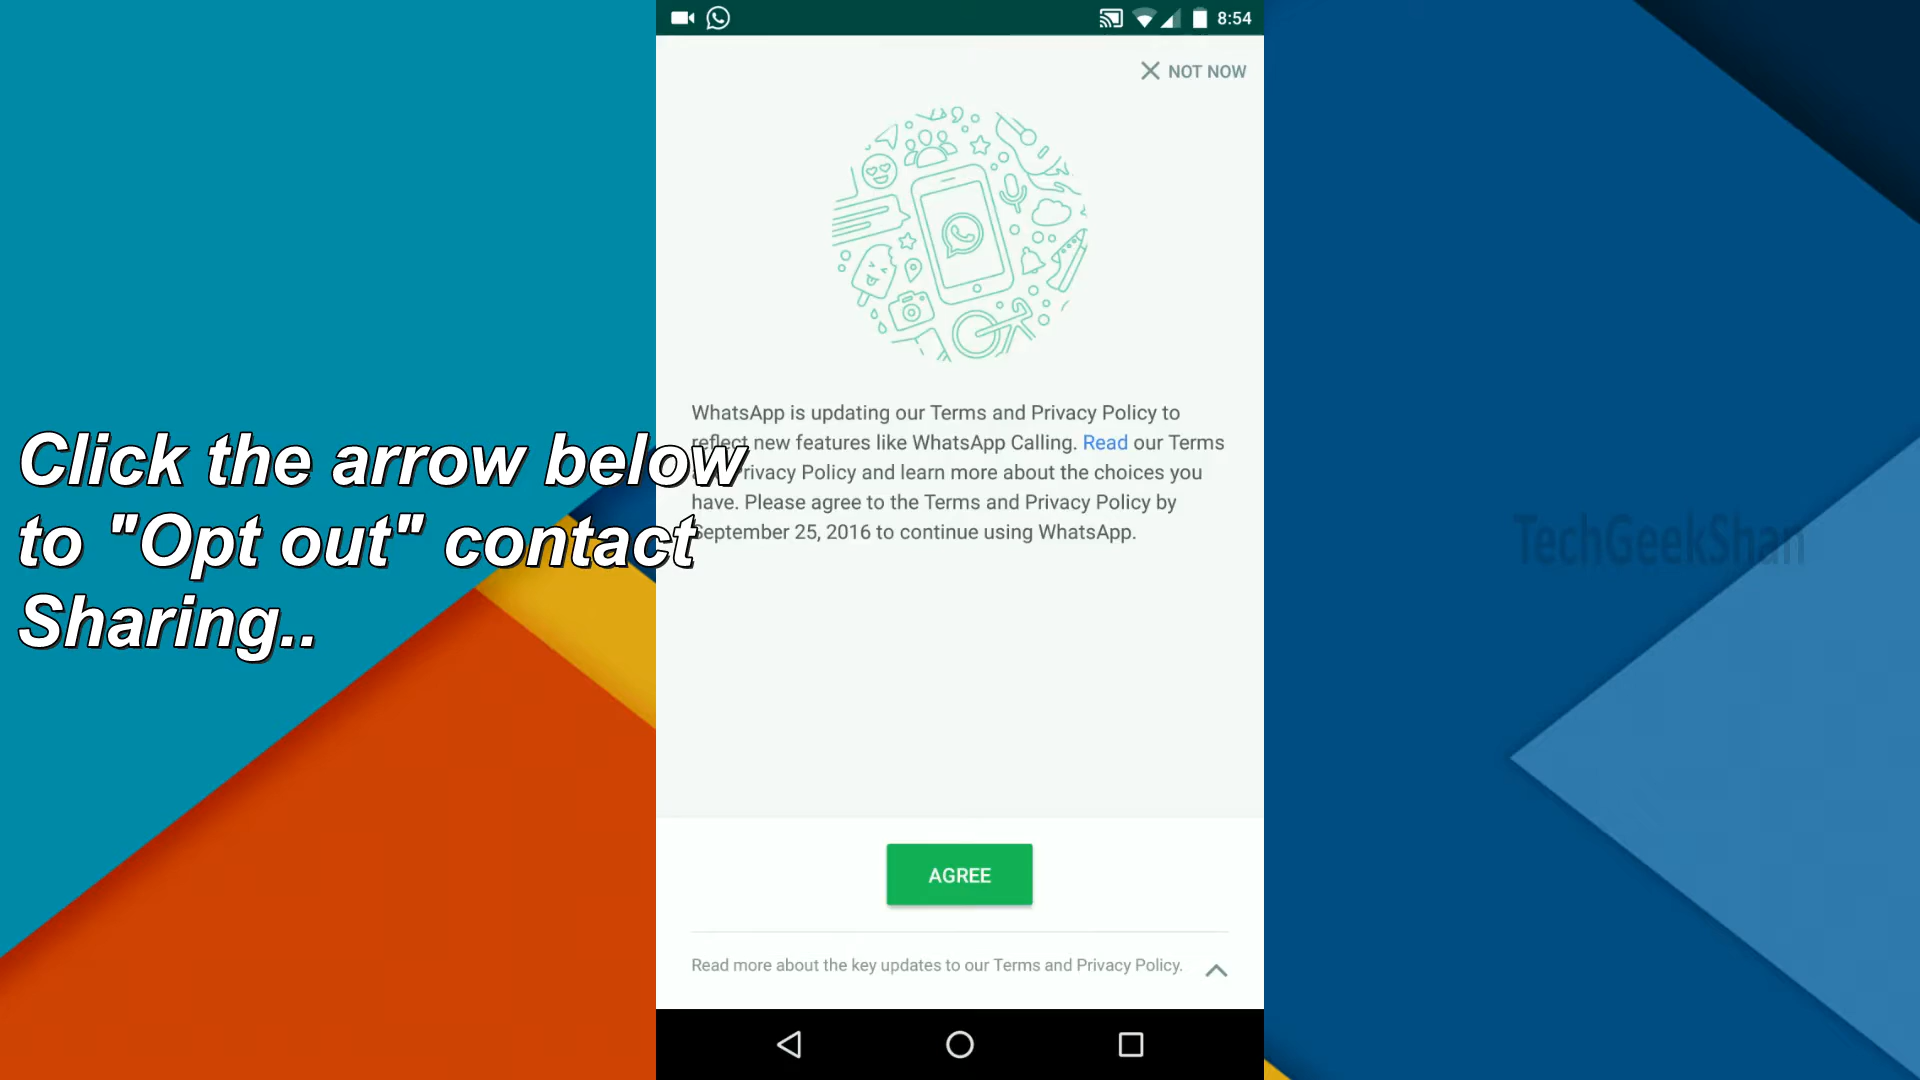 8:54
NOT NOW
WhatsApp is updating our Terms and Privacy Policy to
reflect new features like WhatsApp Calling. Read our Terms
Privacy Policy and learn more about the choices you
have. Please agree to the Terms and Privacy Policy by
September 25, 2016 to continue using WhatsApp.
Click the arrow below
to "Opt out" contact
Sharing..
TechGeekShan
AGREE
Read more about the key updates to our Terms and Privacy Policy.